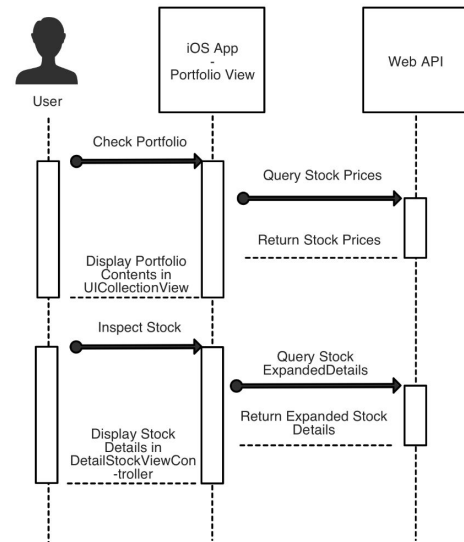 iOS App
-
Portfolio View
Web API
User
Check Portfolio
Query Stock Prices
Return Stock Prices
Display Portfolio
Contents in
UICollectionView
Inspect Stock
Query Stock
ExpandedDetails
Return Expanded Stock
Details
Display Stock
Details in
DetailStockViewCon
-troller